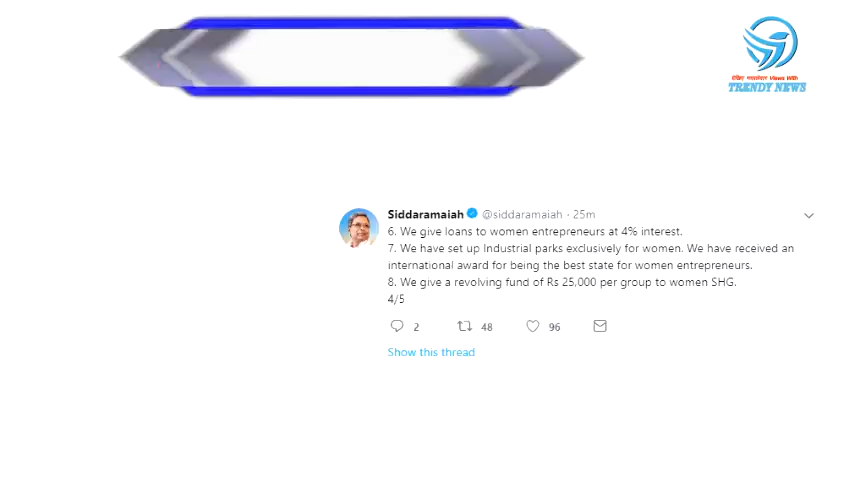 ट्रेंडिंग समाचार Views With
TRENDY NEWS
Siddaramaiah @siddaramaiah · 25m
6. We give loans to women entrepreneurs at 4% interest.
7. We have set up Industrial parks exclusively for women. We have received an
international award for being the best state for women entrepreneurs.
8. We give a revolving fund of Rs 25,000 per group to women SHG.
4/5
2 48 96
Show this thread